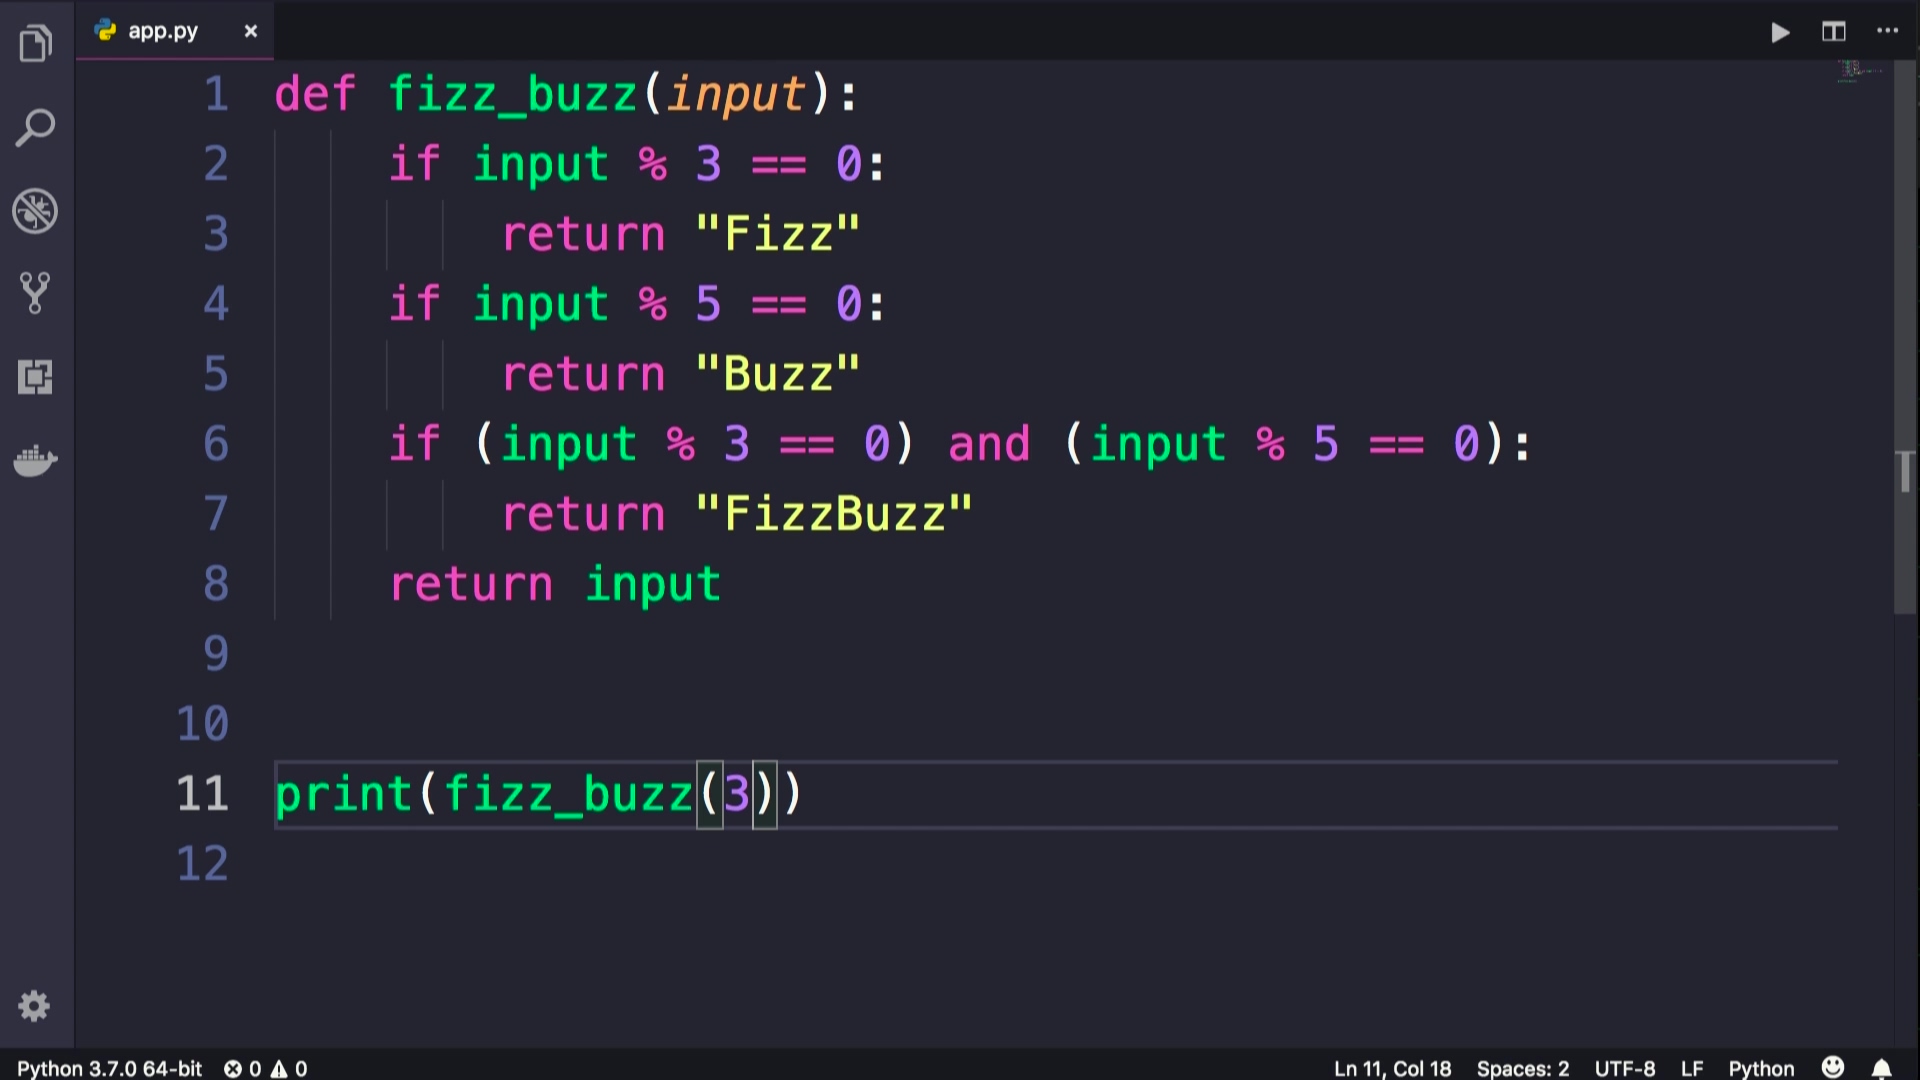 app.py
1 def fizz_buzz(input):
2     if input % 3 == 0:
3         return "Fizz"
4     if input % 5 == 0:
5         return "Buzz"
6     if (input % 3 == 0) and (input % 5 == 0):
7         return "FizzBuzz"
8     return input
9
10
11 print(fizz_buzz(3))
12
Python 3.7.0 64-bit 0 0 Ln 11, Col 18 Spaces: 2 UTF-8 LF Python